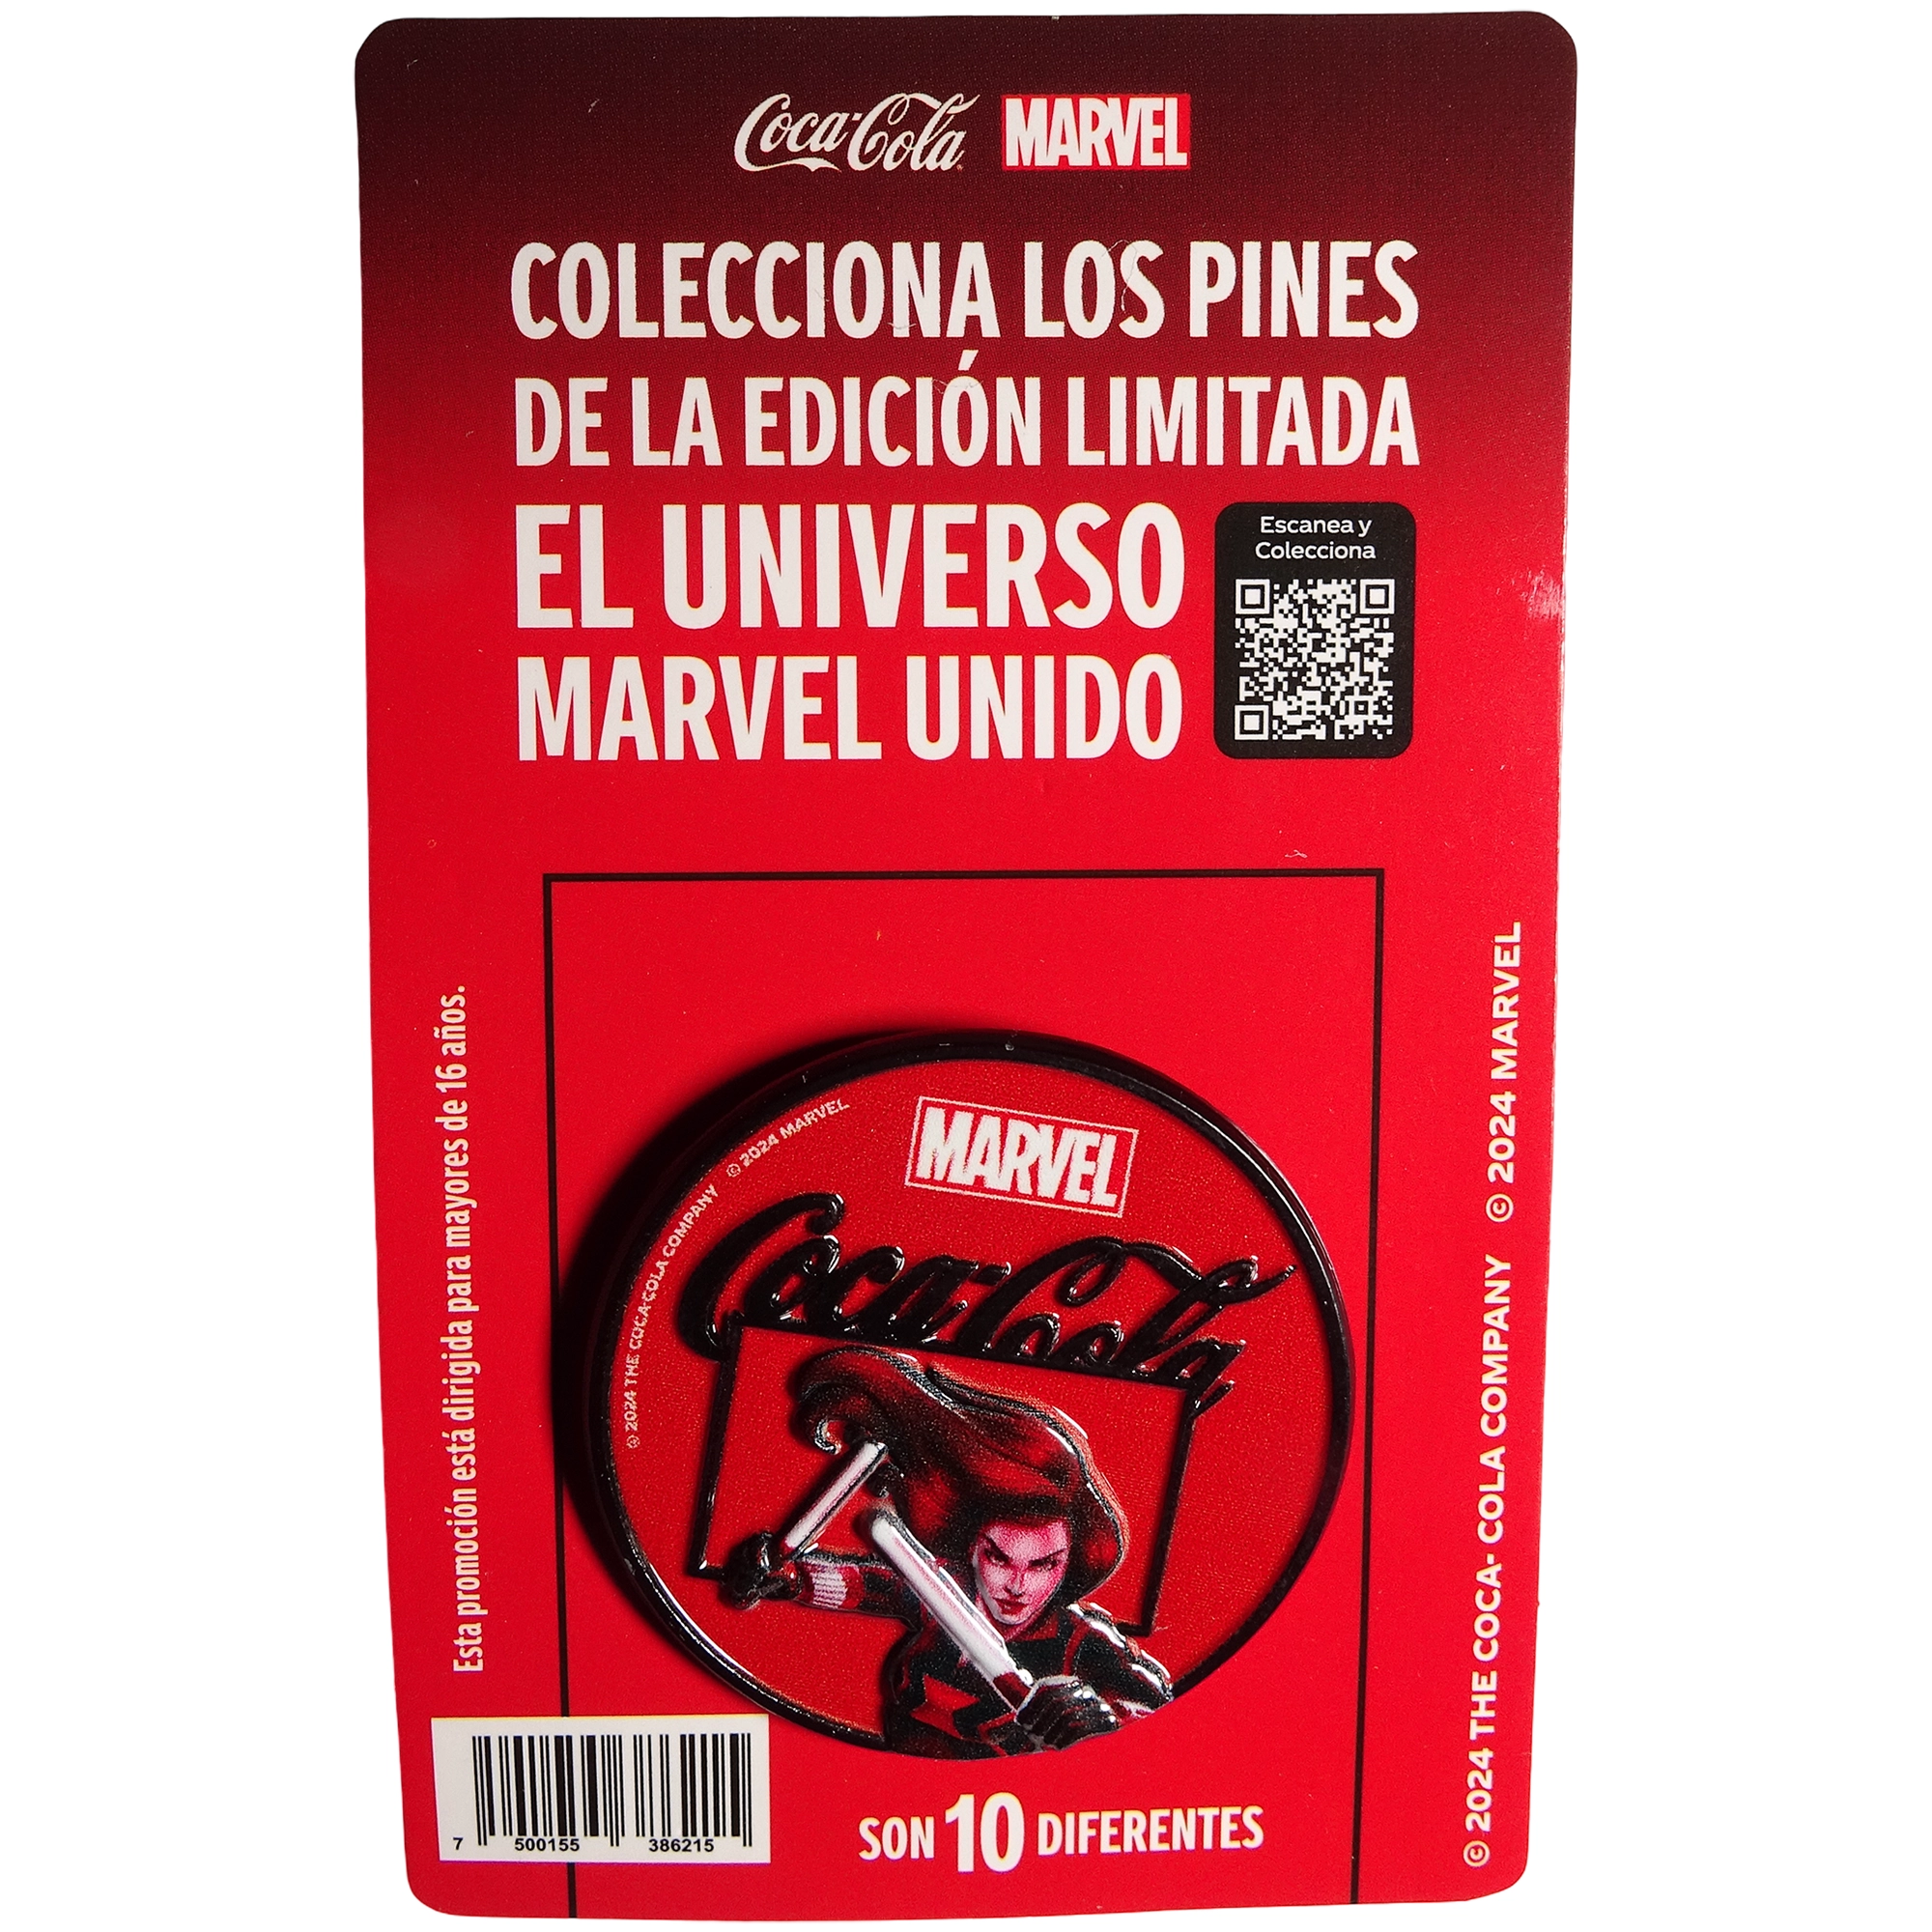 Coca-Cola MARVEL
COLECCIONA LOS PINES
DE LA EDICIÓN LIMITADA
EL UNIVERSO
MARVEL UNIDO
Escanea y
Colecciona
Esta promoción está dirigida para mayores de 16 años.
MARVEL
Coca-Cola
© 2024 THE COCA-COLA COMPANY © 2024 MARVEL
© 2024 THE COCA- COLA COMPANY © 2024 MARVEL
7 500155 386215
SON 10 DIFERENTES